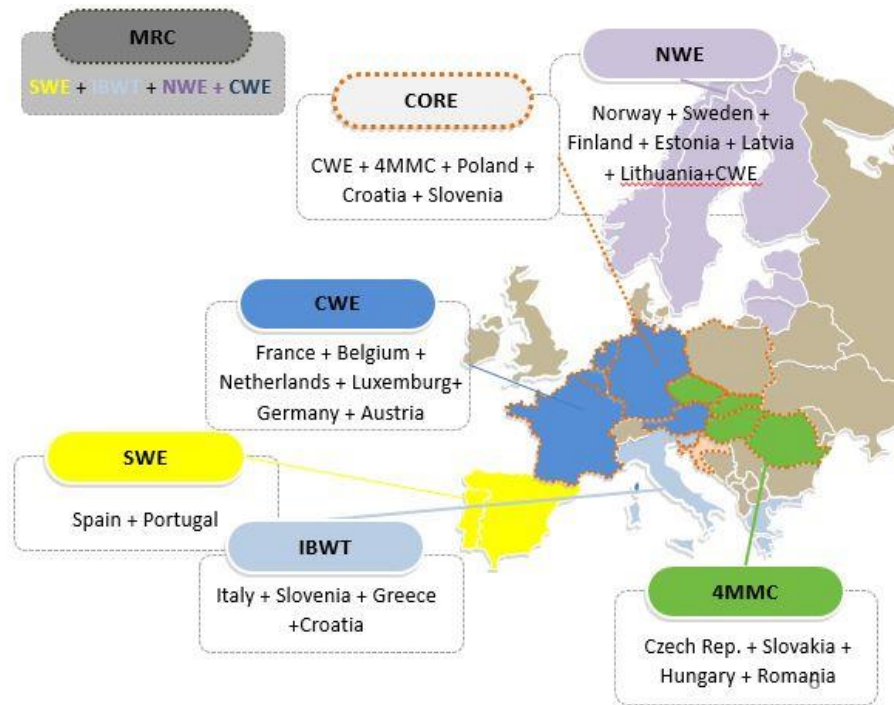 MRC
SWE + IBWT + NWE + CWE
NWE
Norway + Sweden +
Finland + Estonia + Latvia
+ Lithuania+CWE
CORE
CWE + 4MMC + Poland +
Croatia + Slovenia
CWE
France + Belgium +
Netherlands + Luxemburg+
Germany + Austria
SWE
Spain + Portugal
IBWT
Italy + Slovenia + Greece
+Croatia
4MMC
Czech Rep. + Slovakia +
Hungary + Romania
6